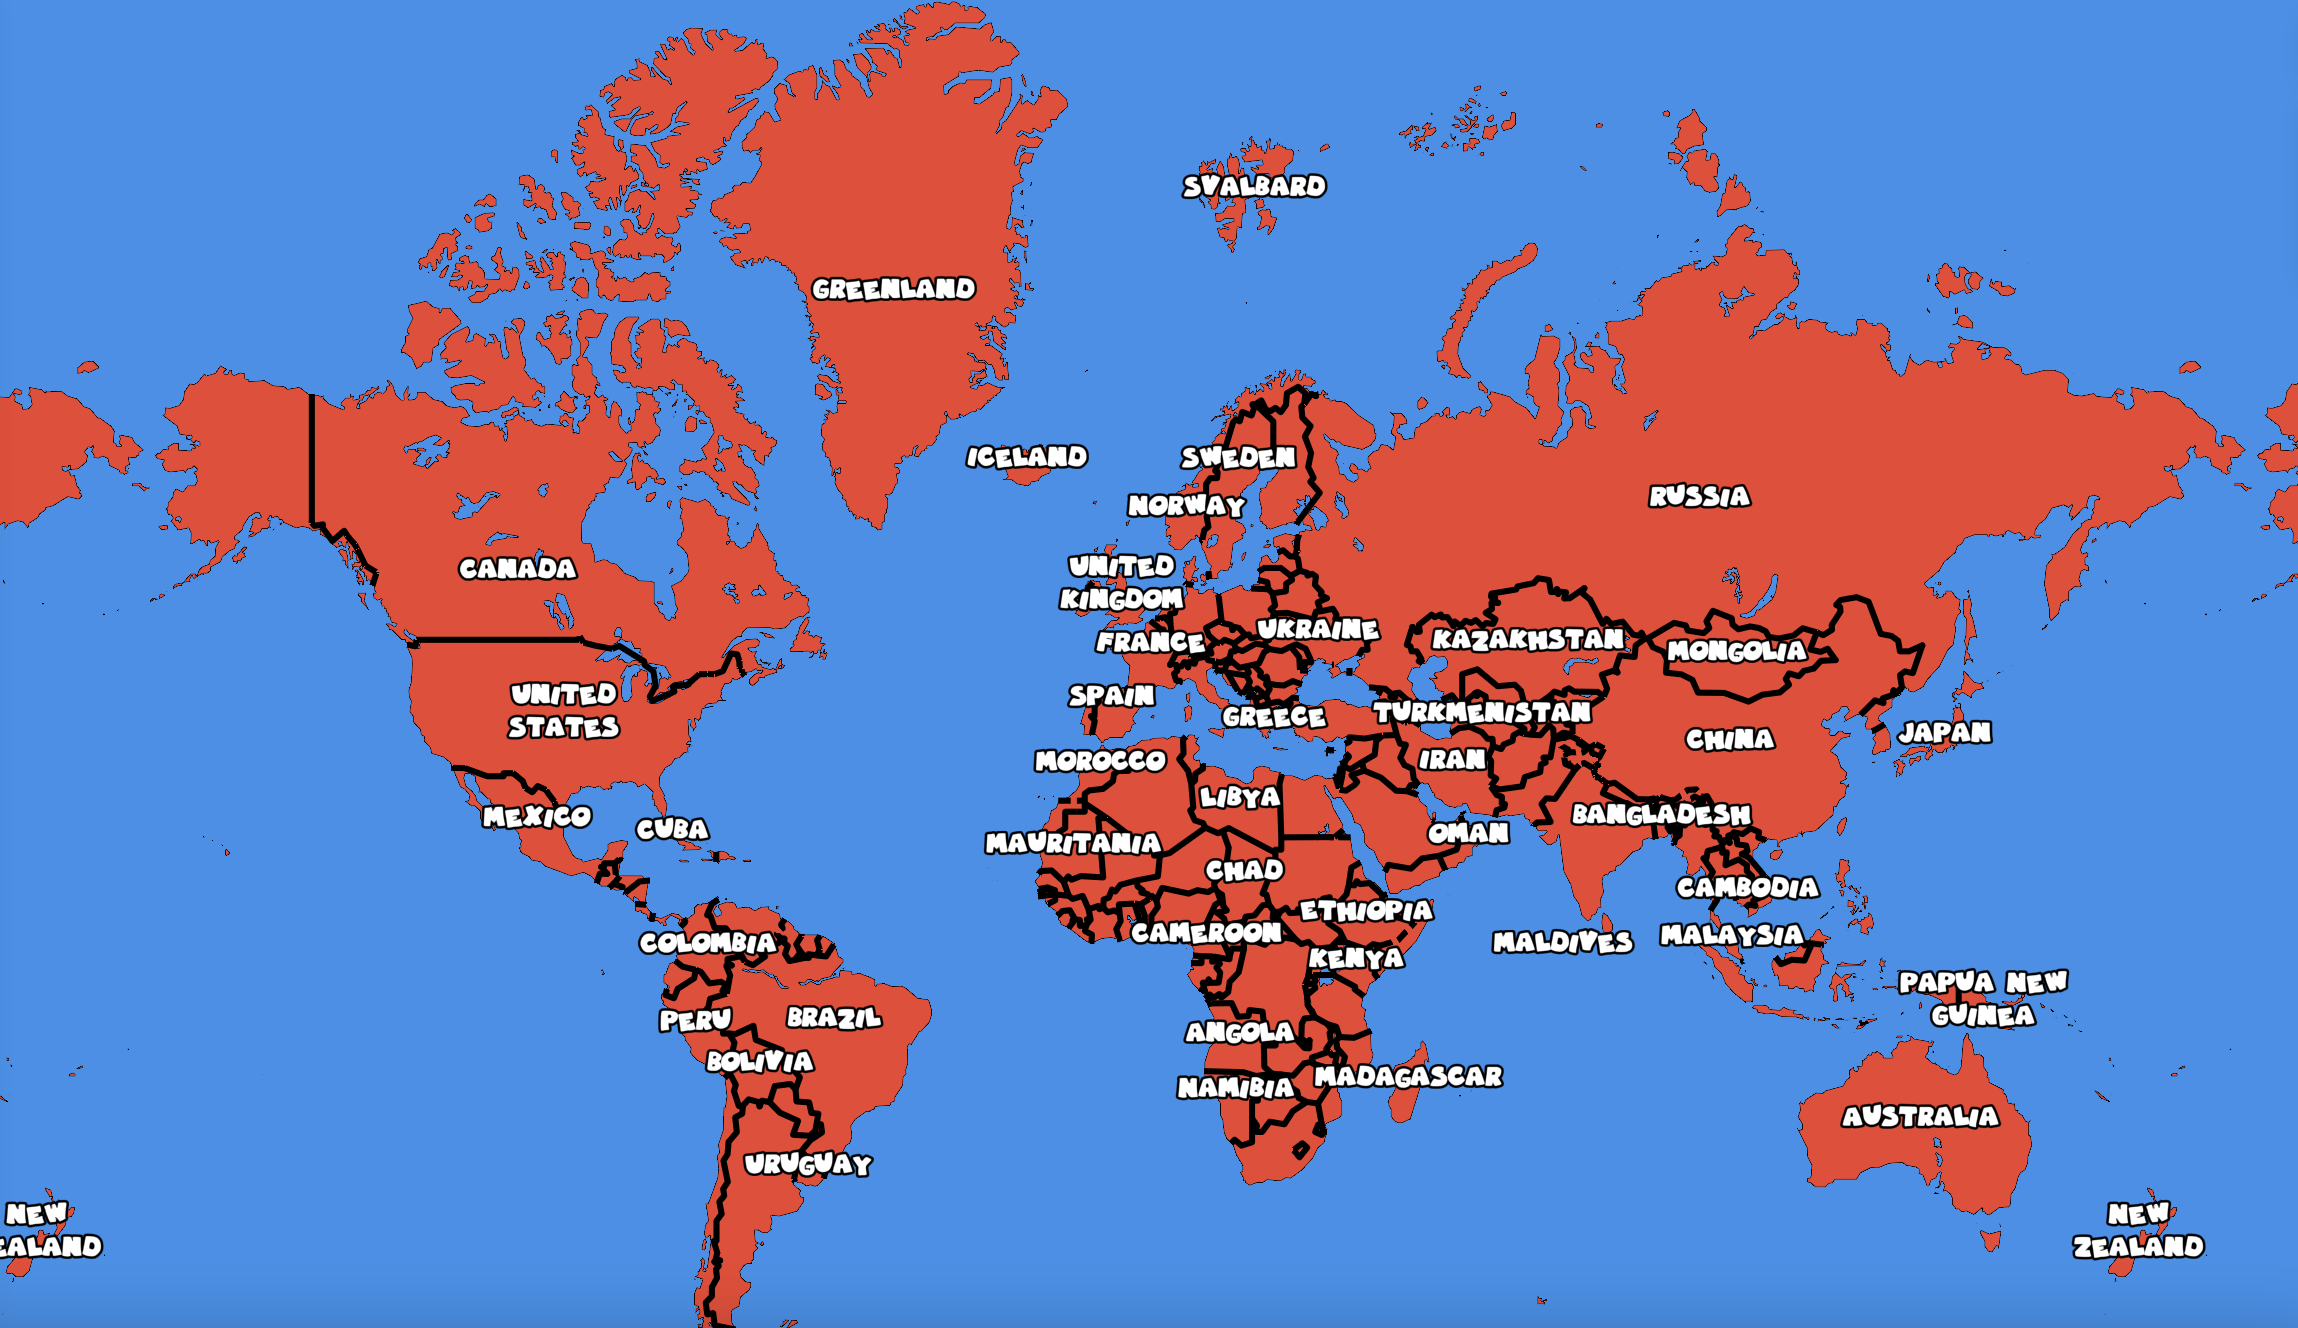 SVALBARD
GREENLAND
ICELAND
SWEDEN
RUSSIA
NORWAY
CANADA
UNITED
KINGDOM
FRANCE
UKRAINE
KAZAKHSTAN
MONGOLIA
UNITED
STATES
SPAIN
GREECE
TURKMENISTAN
CHINA
JAPAN
MOROCCO
IRAN
LIBYA
MEXICO
CUBA
BANGLADESH
OMAN
MAURITANIA
CHAD
CAMBODIA
ETHIOPIA
CAMEROON
COLOMBIA
MALDIVES
MALAYSIA
KENYA
PAPUA NEW
GUINEA
PERU
BRAZIL
ANGOLA
BOLIVIA
NAMIBIA
MADAGASCAR
AUSTRALIA
URUGUAY
NEW
EALAND
NEW
ZEALAND